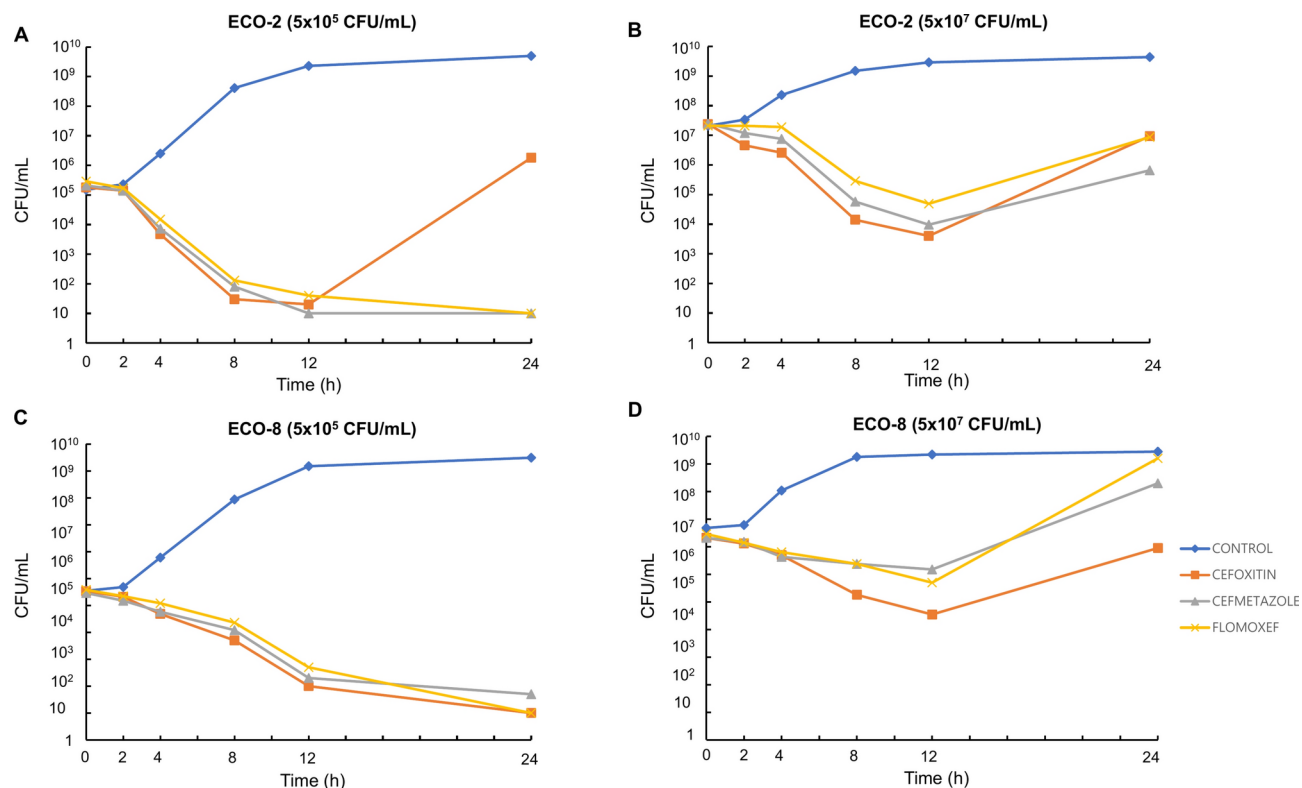 A
ECO-2 (5x10⁵ CFU/mL)
CFU/mL
10¹⁰
10⁹
10⁸
10⁷
10⁶
10⁵
10⁴
10³
10²
10
1
0 2 4 8 12 24
Time (h)
B
ECO-2 (5x10⁷ CFU/mL)
CFU/mL
10¹⁰
10⁹
10⁸
10⁷
10⁶
10⁵
10⁴
10³
10²
10
1
0 2 4 8 12 24
Time (h)
C
ECO-8 (5x10⁵ CFU/mL)
CFU/mL
10¹⁰
10⁹
10⁸
10⁷
10⁶
10⁵
10⁴
10³
10²
10
1
0 2 4 8 12 24
Time (h)
D
ECO-8 (5x10⁷ CFU/mL)
CFU/mL
10¹⁰
10⁹
10⁸
10⁷
10⁶
10⁵
10⁴
10³
10²
10
1
0 2 4 8 12 24
Time (h)
CONTROL
CEFOXITIN
CEFMETAZOLE
FLOMOXEF